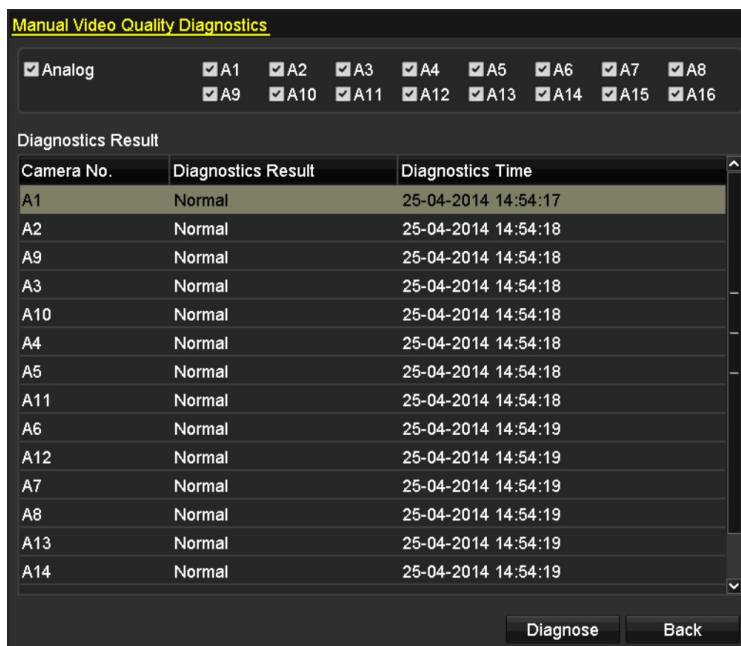 Manual Video Quality Diagnostics
Analog A1 A2 A3 A4 A5 A6 A7 A8
A9 A10 A11 A12 A13 A14 A15 A16
Diagnostics Result
Camera No. Diagnostics Result Diagnostics Time
A1 Normal 25-04-2014 14:54:17
A2 Normal 25-04-2014 14:54:18
A9 Normal 25-04-2014 14:54:18
A3 Normal 25-04-2014 14:54:18
A10 Normal 25-04-2014 14:54:18
A4 Normal 25-04-2014 14:54:18
A5 Normal 25-04-2014 14:54:18
A11 Normal 25-04-2014 14:54:18
A6 Normal 25-04-2014 14:54:19
A12 Normal 25-04-2014 14:54:19
A7 Normal 25-04-2014 14:54:19
A8 Normal 25-04-2014 14:54:19
A13 Normal 25-04-2014 14:54:19
A14 Normal 25-04-2014 14:54:19
Diagnose Back